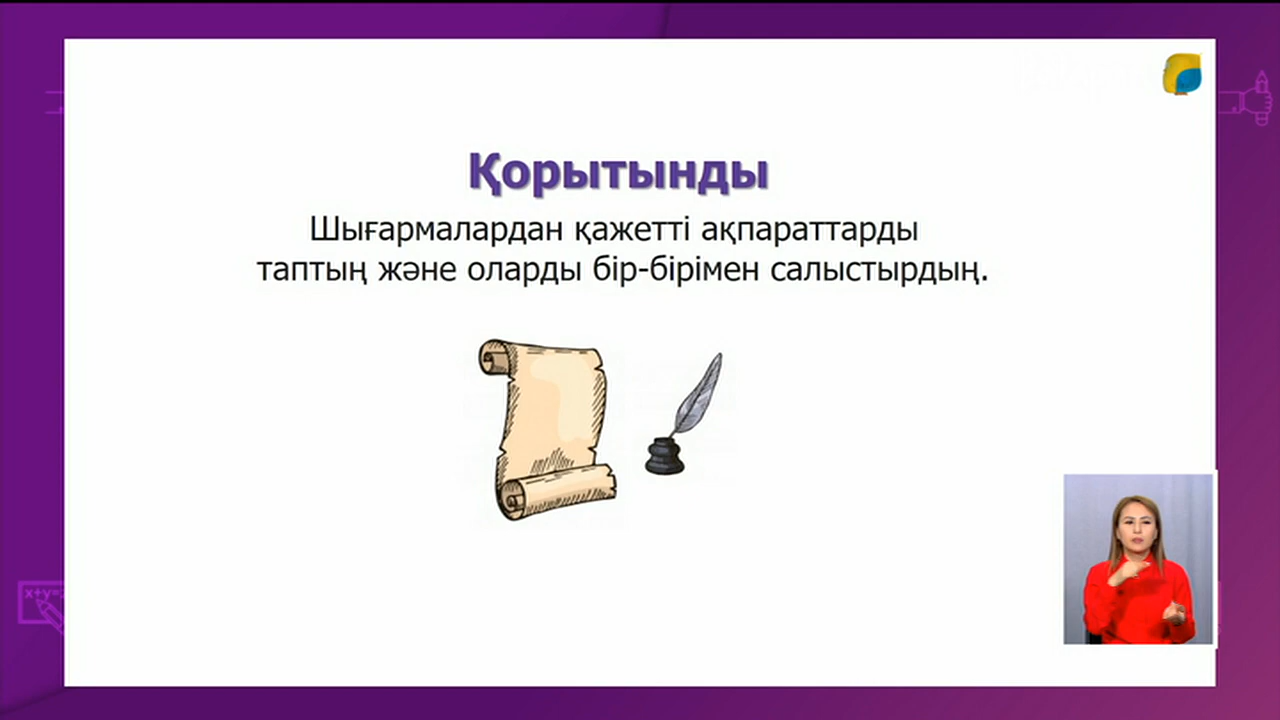 Қорытынды
Шығармалардан қажетті ақпараттарды
таптың және оларды бір-бірімен салыстырдың.
x+y=